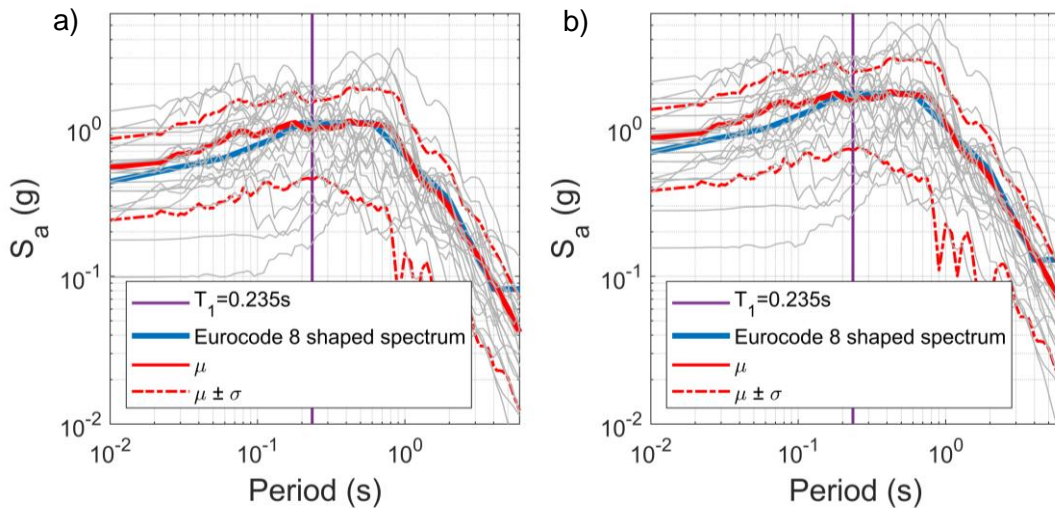 a)
S_a (g)
10^0
10^-1
10^-2
T_1=0.235s
Eurocode 8 shaped spectrum
μ
μ ± σ
10^-2
10^-1
10^0
Period (s)
b)
S_a (g)
10^0
10^-1
10^-2
T_1=0.235s
Eurocode 8 shaped spectrum
μ
μ ± σ
10^-2
10^-1
10^0
Period (s)